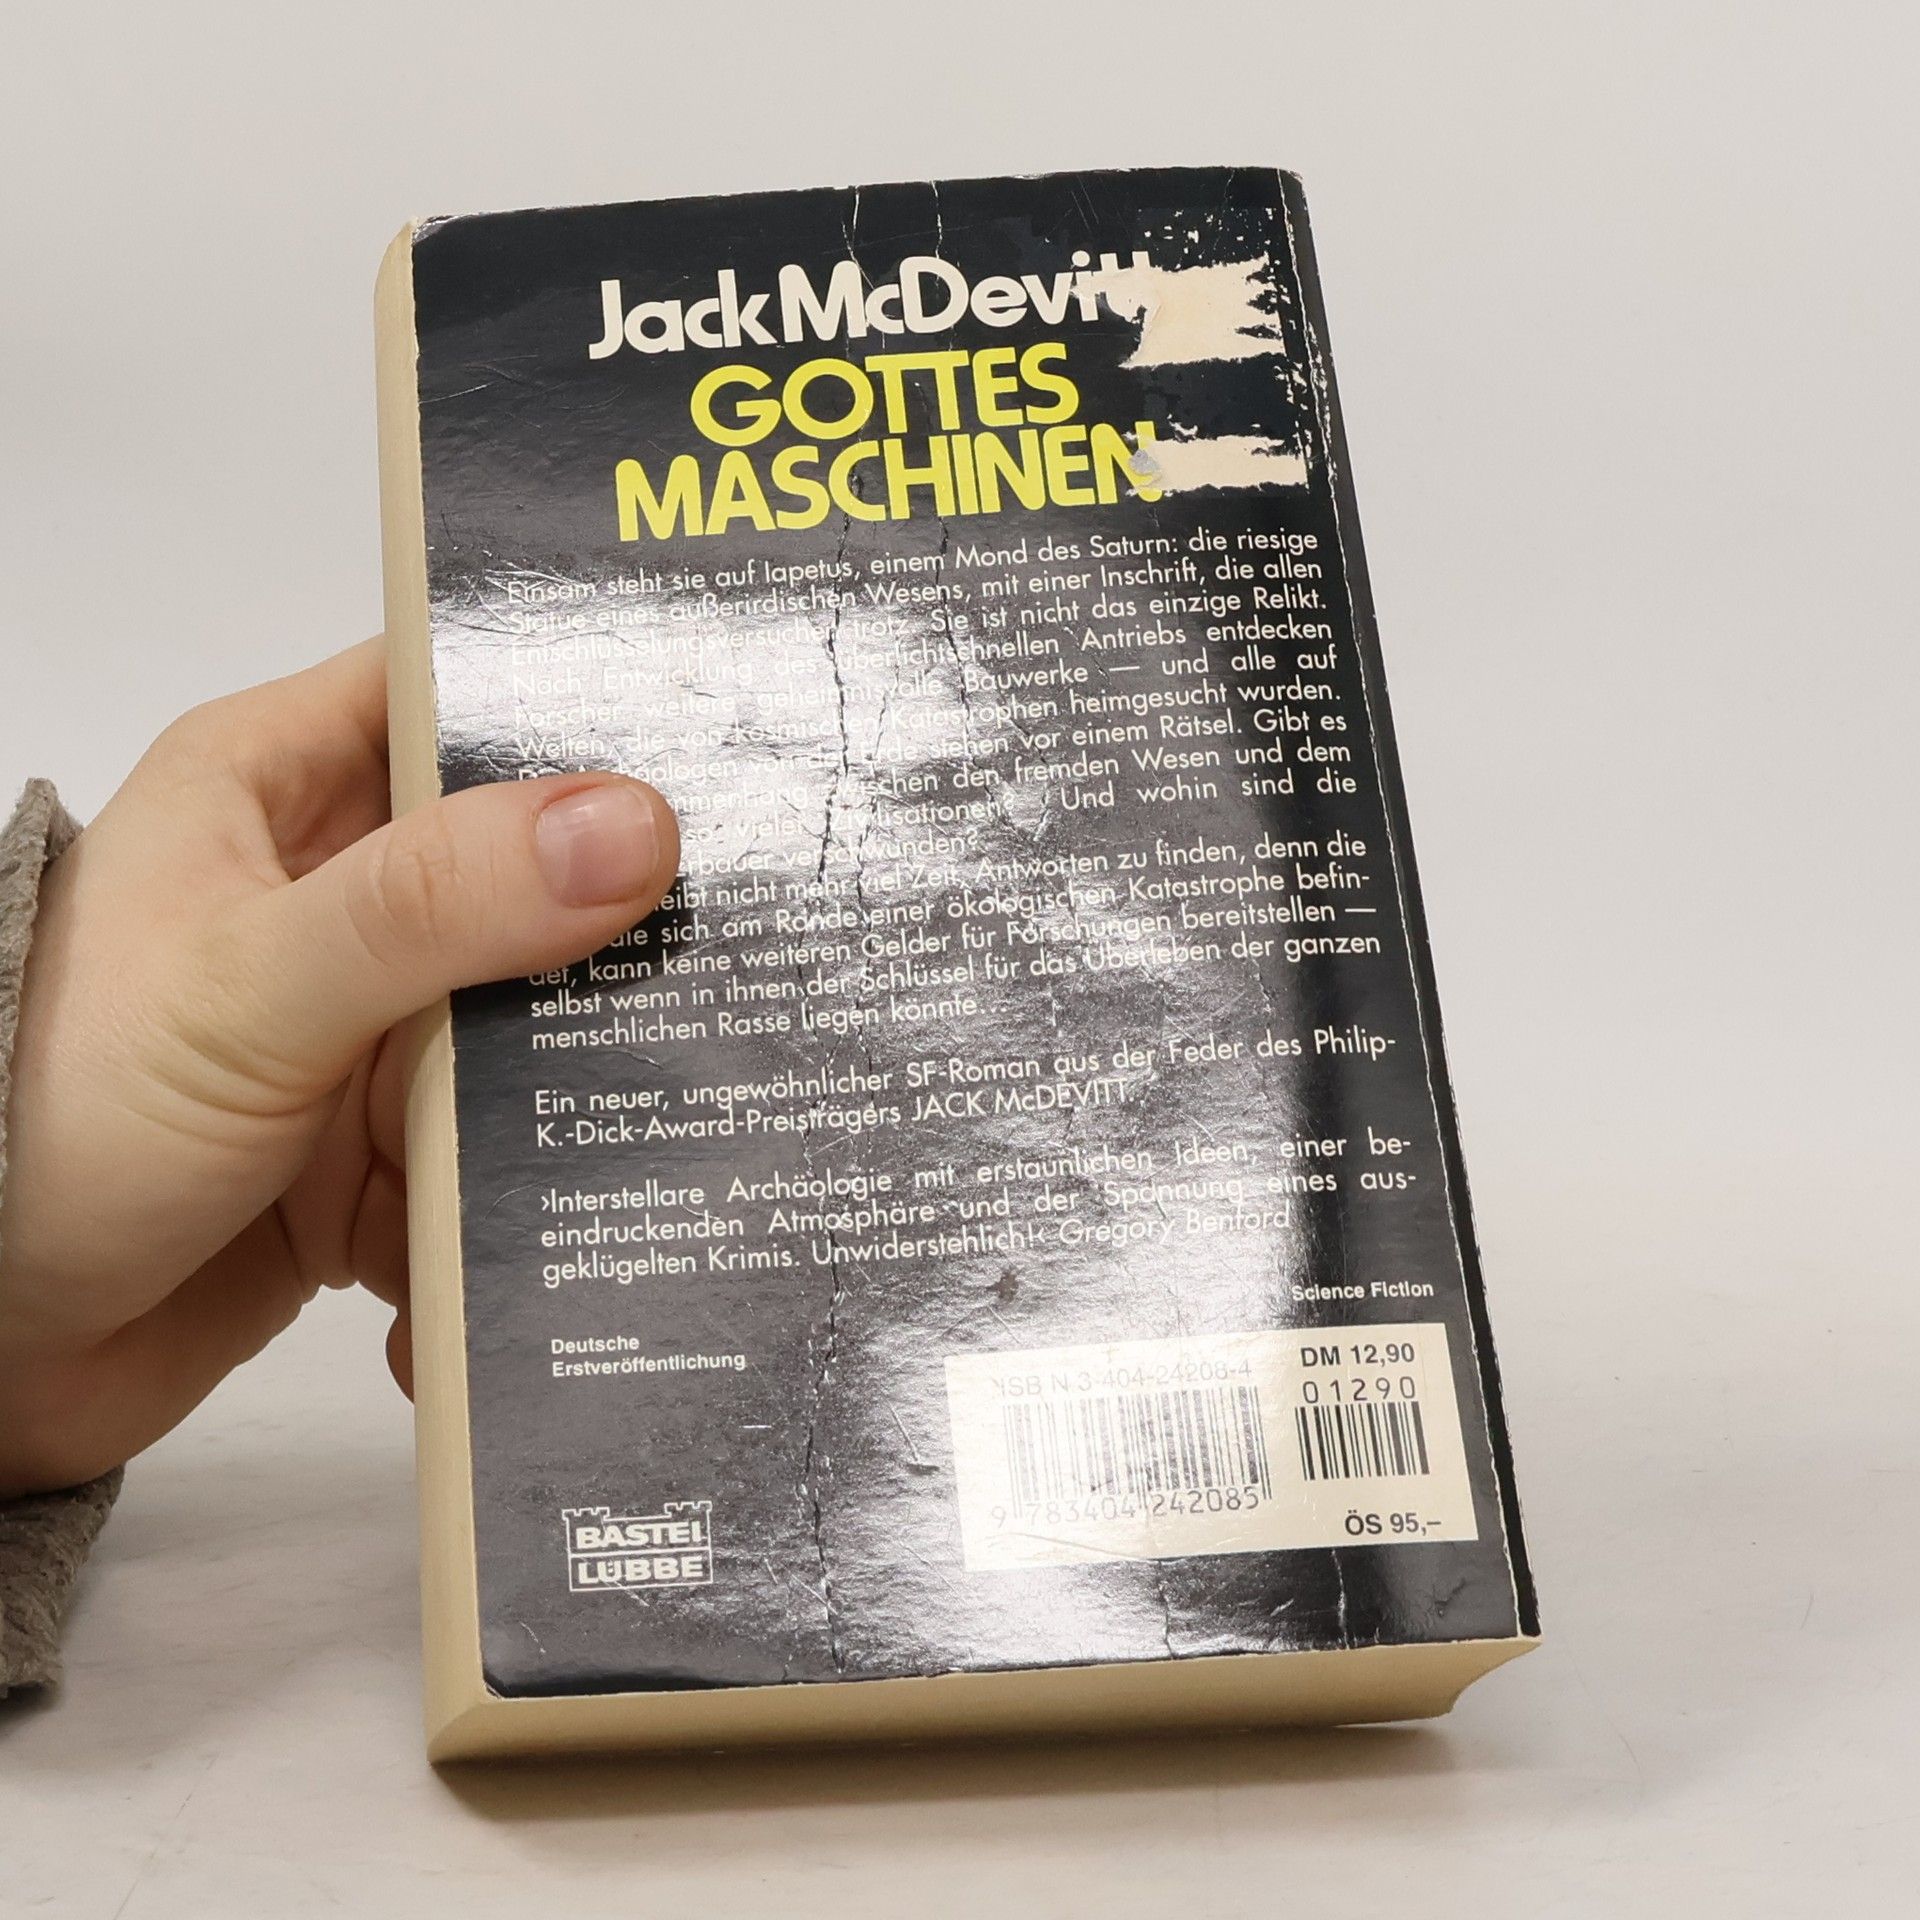 Jack McDevitt
GOTTES
MASCHINEN
Einsam steht sie auf Iapetus, einem Mond des Saturn: die riesige
Statue eines außerirdischen Wesens, mit einer Inschrift, die allen
Entschlüsselungsversuchen trotz. Sie ist nicht das einzige Relikt.
Nach Entwicklung des überlichtschnellen Antriebs entdecken
Forscher weitere geheimnisvolle Bauwerke — und alle auf
Welten, die von kosmischen Katastrophen heimgesucht wurden.
Die Archäologen von der Erde stehen vor einem Rätsel. Gibt es
zwischen den fremden Wesen und dem
so vieler Zivilisationen? Und wohin sind die
verschwunden?
nicht mehr viel Zeit, Antworten zu finden, denn die
die sich am Rande einer ökologischen Katastrophe befin-
det, kann keine weiteren Gelder für Forschungen bereitstellen —
selbst wenn in ihnen der Schlüssel für das Überleben der ganzen
menschlichen Rasse liegen könnte...
Ein neuer, ungewöhnlicher SF-Roman aus der Feder des Philip-
K.-Dick-Award-Preisträgers JACK McDEVITT.
›Interstellare Archäologie mit erstaunlichen Ideen, einer be-
eindruckenden Atmosphäre und der Spannung eines aus-
geklügelten Krimis. Unwiderstehlich!‹ Gregory Benford
Science Fiction
Deutsche
Erstveröffentlichung
DM 12,90
ISBN 3-404-24208-4
01290
9 783404 242085
ÖS 95,–
BASTEI
LÜBBE